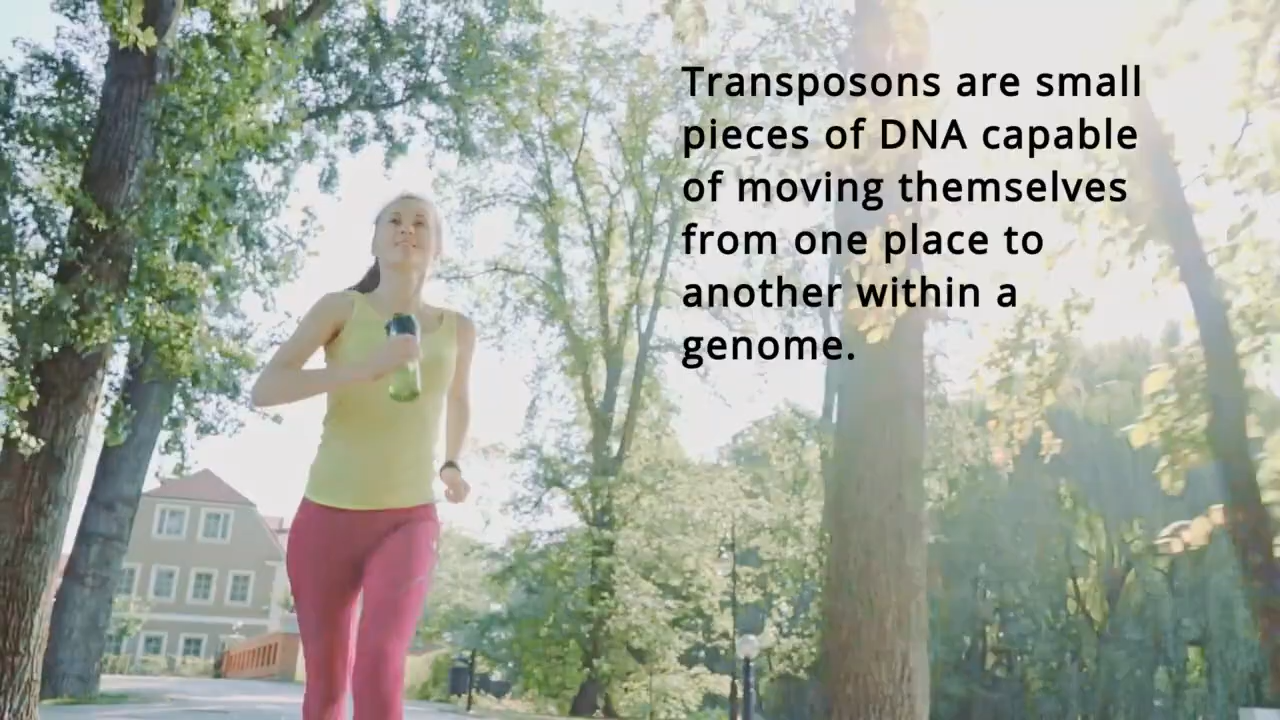 Transposons are small
pieces of DNA capable
of moving themselves
from one place to
another within a
genome.